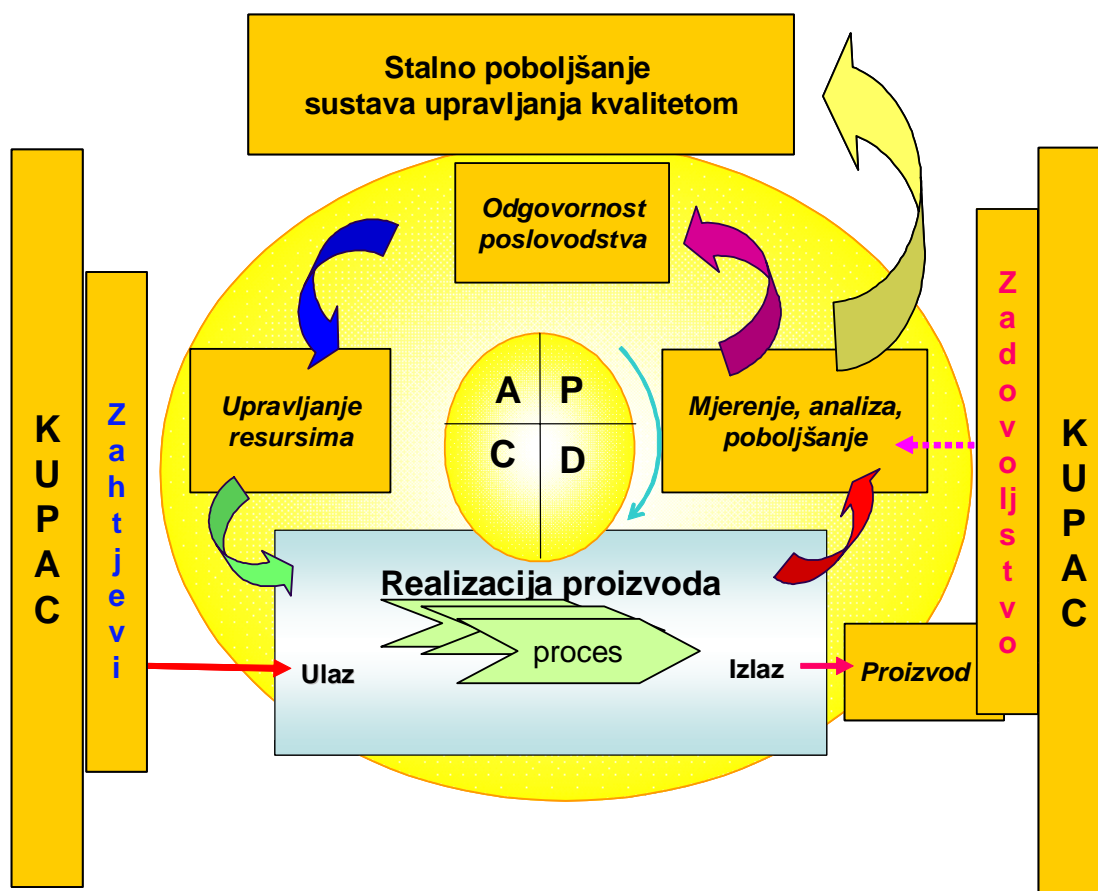 Stalno poboljšanje
sustava upravljanja kvalitetom
Odgovornost
poslovodstva
KUPAC
Zahtjevi
Upravljanje
resursima
A P
C D
Mjerenje, analiza,
poboljšanje
Zadovoljstvo
KUPAC
Realizacija proizvoda
proces
Ulaz
Izlaz
Proizvod